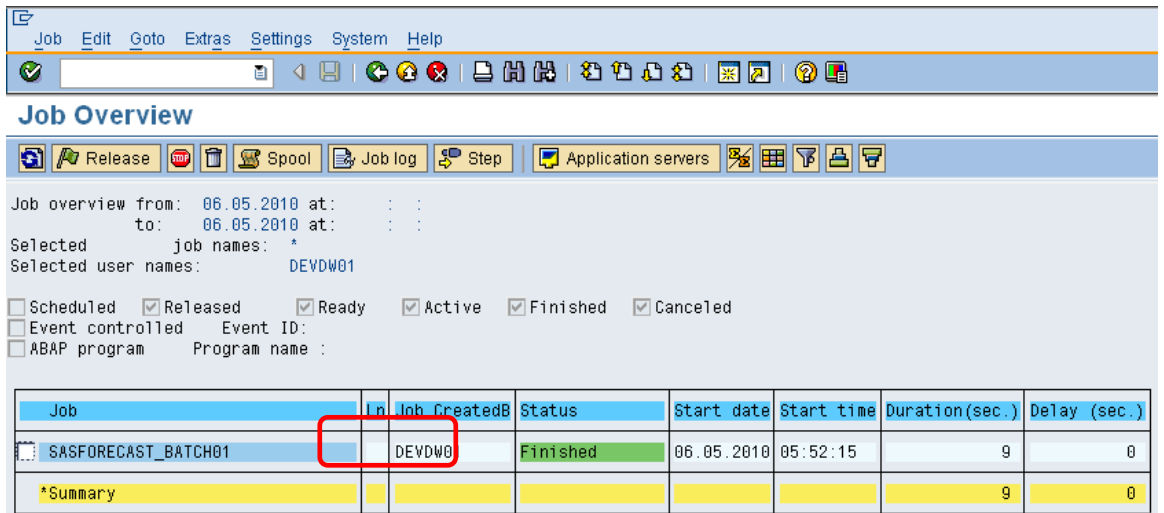 Job Edit Goto Extras Settings System Help
Job Overview
Release STOP Spool Job log Step Application servers
Job overview from: 06.05.2010 at: : :
to: 06.05.2010 at: : :
Selected job names: *
Selected user names: DEVDW01
Scheduled Released Ready Active Finished Canceled
Event controlled Event ID:
ABAP program Program name :
Job Ln Job CreatedB Status Start date Start time Duration(sec.) Delay (sec.)
SASFORECAST_BATCH01 DEVDW01 Finished 06.05.2010 05:52:15 9 0
*Summary 9 0